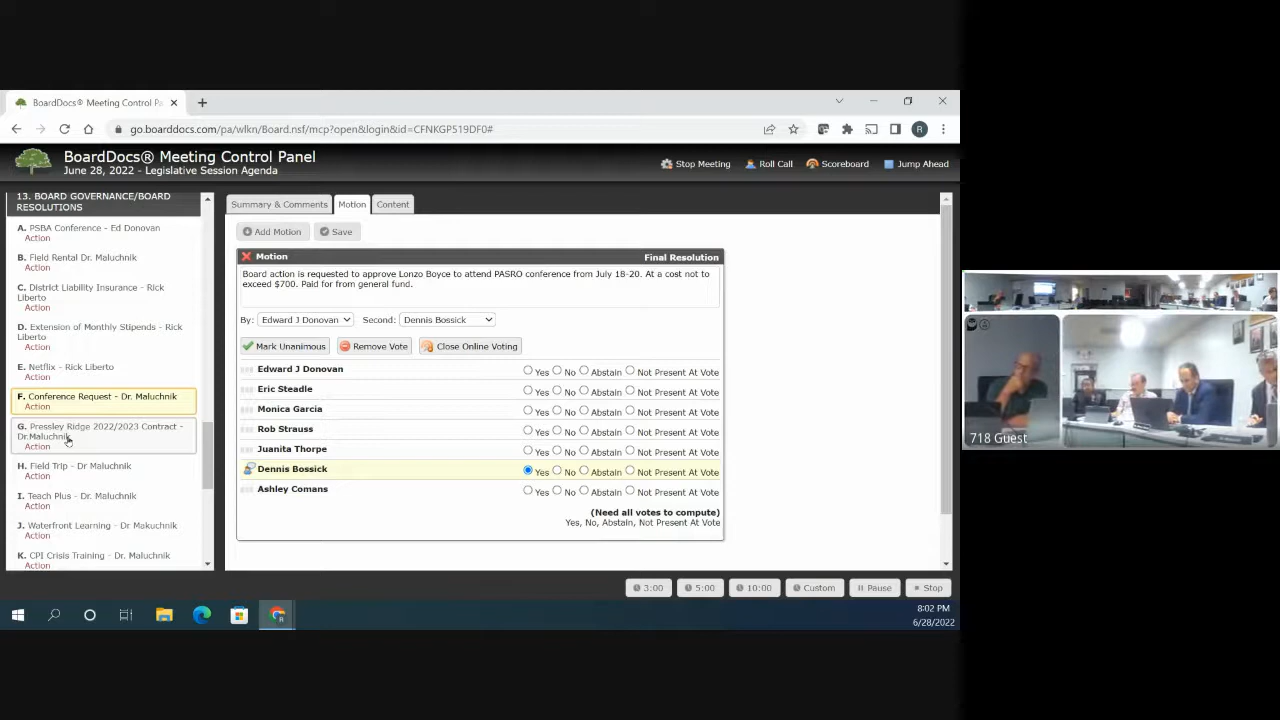 BoardDocs® Meeting Control Pa
go.boarddocs.com/pa/wlkn/Board.nsf/mcp?open&login&id=CFNKGP519DF0#
R
BoardDocs® Meeting Control Panel
June 28, 2022 - Legislative Session Agenda
Stop Meeting Roll Call Scoreboard Jump Ahead
13. BOARD GOVERNANCE/BOARD
RESOLUTIONS
A. PSBA Conference - Ed Donovan
Action
B. Field Rental Dr. Maluchnik
Action
C. District Liability Insurance - Rick
Liberto
Action
D. Extension of Monthly Stipends - Rick
Liberto
Action
E. Netflix - Rick Liberto
Action
F. Conference Request - Dr. Maluchnik
Action
G. Pressley Ridge 2022/2023 Contract -
Dr.Maluchnik
Action
H. Field Trip - Dr Maluchnik
Action
I. Teach Plus - Dr. Maluchnik
Action
J. Waterfront Learning - Dr Makuchnik
Action
K. CPI Crisis Training - Dr. Maluchnik
Action
Summary & Comments Motion Content
Add Motion Save
Motion Final Resolution
Board action is requested to approve Lonzo Boyce to attend PASRO conference from July 18-20. At a cost not to
exceed $700. Paid for from general fund.
By: Edward J Donovan Second: Dennis Bossick
Mark Unanimous Remove Vote Close Online Voting
Edward J Donovan Yes No Abstain Not Present At Vote
Eric Steadle Yes No Abstain Not Present At Vote
Monica Garcia Yes No Abstain Not Present At Vote
Rob Strauss Yes No Abstain Not Present At Vote
Juanita Thorpe Yes No Abstain Not Present At Vote
Dennis Bossick Yes No Abstain Not Present At Vote
Ashley Comans Yes No Abstain Not Present At Vote
(Need all votes to compute)
Yes, No, Abstain, Not Present At Vote
3:00 5:00 10:00 Custom Pause Stop
8:02 PM
6/28/2022
718 Guest